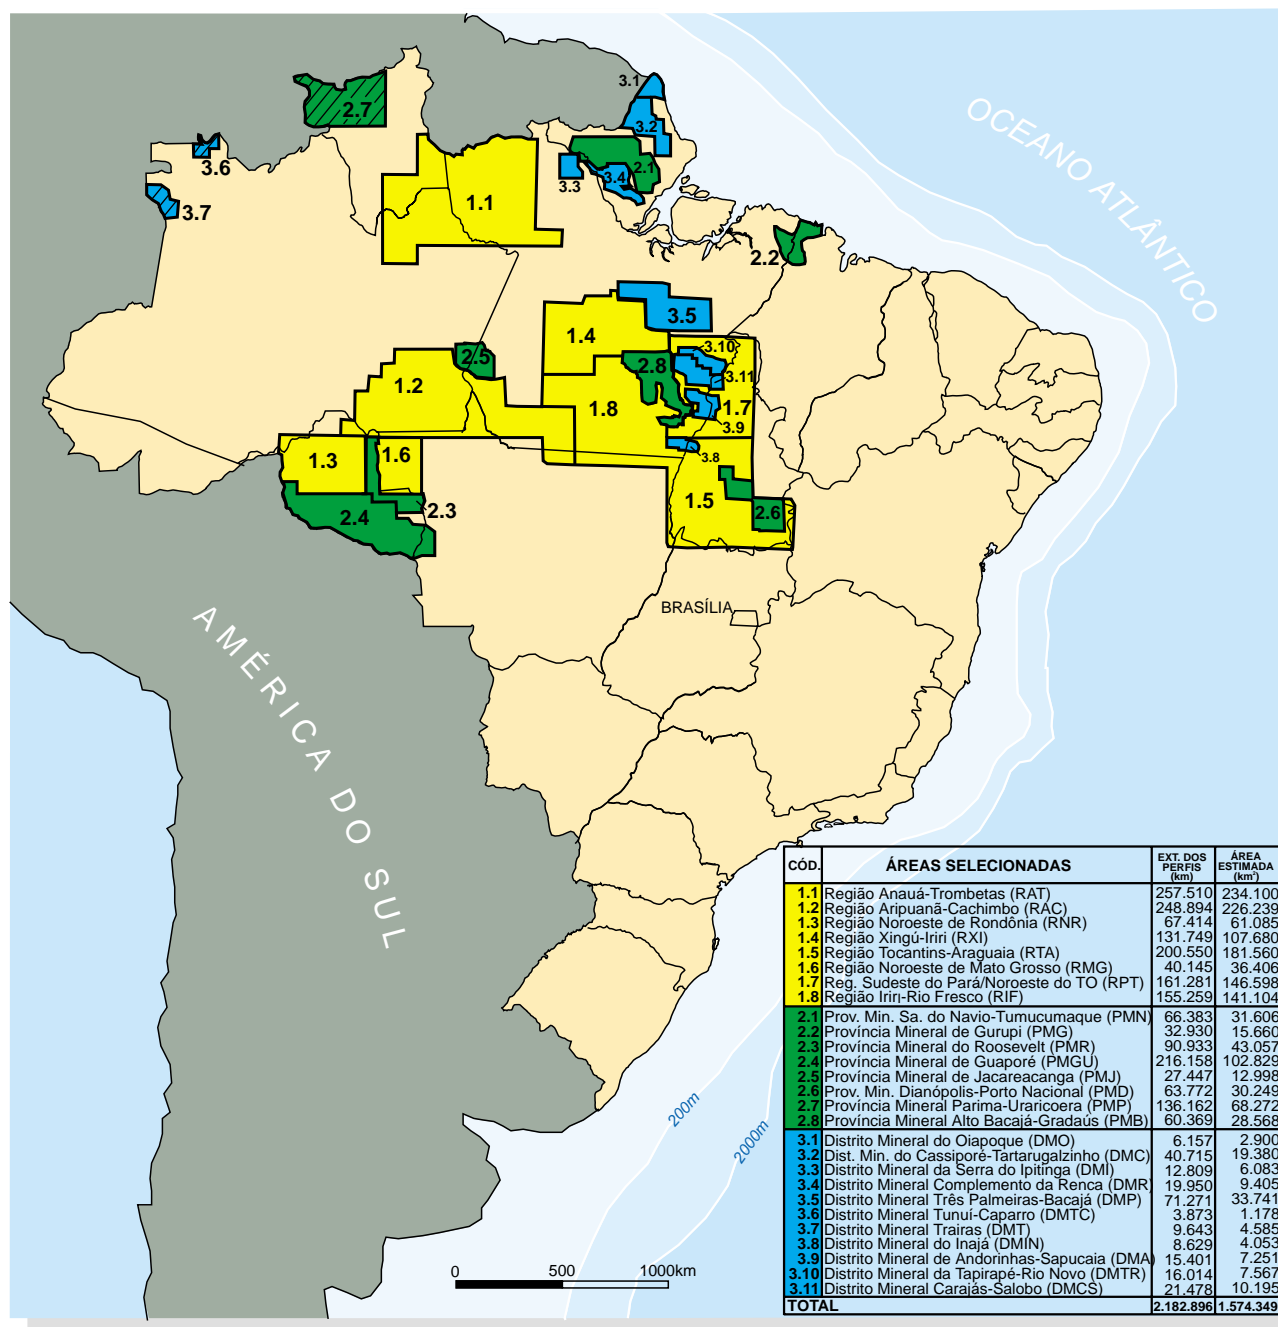 3.1
2.7
3.2
3.6
2.1
3.3
3.4
3.7
1.1
2.2
OCEANO ATLÂNTICO
3.5
1.4
3.10
2.5
2.8
3.11
1.2
1.8
1.7
3.9
1.3
1.6
3.8
1.5
2.3
2.4
2.6
BRASÍLIA
AMÉRICA DO SUL
200m
2000m
0 500 1000km
CÓD. ÁREAS SELECIONADAS EXT. DOS PERFIS (km) ÁREA ESTIMADA (km²)
1.1 Região Anauá-Trombetas (RAT) 257.510 234.100
1.2 Região Aripuanã-Cachimbo (RAC) 248.894 226.239
1.3 Região Noroeste de Rondônia (RNR) 67.414 61.085
1.4 Região Xingú-Iriri (RXI) 131.749 107.680
1.5 Região Tocantins-Araguaia (RTA) 200.550 181.560
1.6 Região Noroeste de Mato Grosso (RMG) 40.145 36.406
1.7 Reg. Sudeste do Pará/Noroeste do TO (RPT) 161.281 146.598
1.8 Região Iriri-Rio Fresco (RIF) 155.259 141.104
2.1 Prov. Min. Sa. do Navio-Tumucumaque (PMN) 66.383 31.606
2.2 Província Mineral de Gurupi (PMG) 32.930 15.660
2.3 Província Mineral do Roosevelt (PMR) 90.933 43.057
2.4 Província Mineral de Guaporé (PMGU) 216.158 102.829
2.5 Província Mineral de Jacareacanga (PMJ) 27.447 12.998
2.6 Prov. Min. Dianópolis-Porto Nacional (PMD) 63.772 30.249
2.7 Província Mineral Parima-Uraricoera (PMP) 136.162 68.272
2.8 Província Mineral Alto Bacajá-Gradaús (PMB) 60.369 28.568
3.1 Distrito Mineral do Oiapoque (DMO) 6.157 2.900
3.2 Dist. Min. do Cassiporé-Tartarugalzinho (DMC) 40.715 19.380
3.3 Distrito Mineral da Serra do Ipitinga (DMI) 12.809 6.083
3.4 Distrito Mineral Complemento da Renca (DMR) 19.950 9.405
3.5 Distrito Mineral Três Palmeiras-Bacajá (DMP) 71.271 33.741
3.6 Distrito Mineral Tunuí-Caparro (DMTC) 3.873 1.178
3.7 Distrito Mineral Trairas (DMT) 9.643 4.585
3.8 Distrito Mineral do Inajá (DMIN) 8.629 4.053
3.9 Distrito Mineral de Andorinhas-Sapucaia (DMA) 15.401 7.251
3.10 Distrito Mineral da Tapirapé-Rio Novo (DMTR) 16.014 7.567
3.11 Distrito Mineral Carajás-Salobo (DMCS) 21.478 10.195
TOTAL 2.182.896 1.574.349